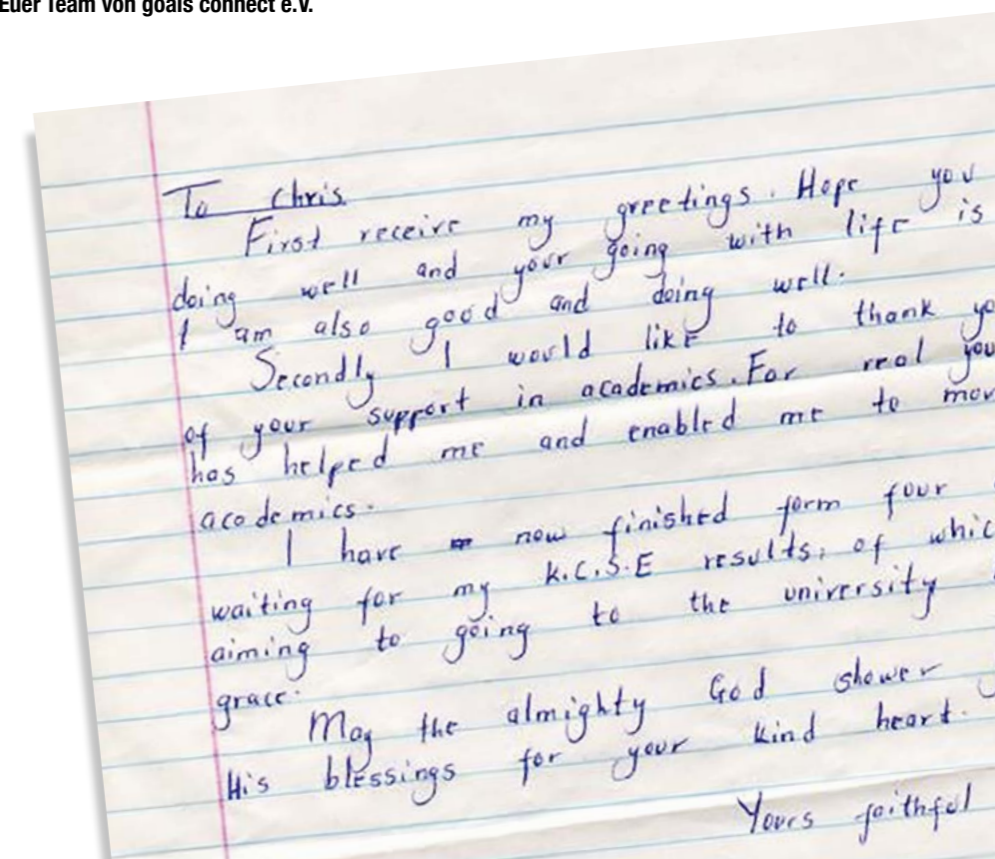 Euer Team von goals connect e.V.
To Chris
First receive my greetings. Hope you
doing well and your going with life is
I am also good and doing well.
Secondly I would like to thank
of your support in academics. For real
has helped me and enabled me to
academics.
I have now finished form four
waiting for my K.C.S.E results, of
aiming to going to the university
grace.
May the almighty God shower
His blessings for your kind heart.
Yours faithful